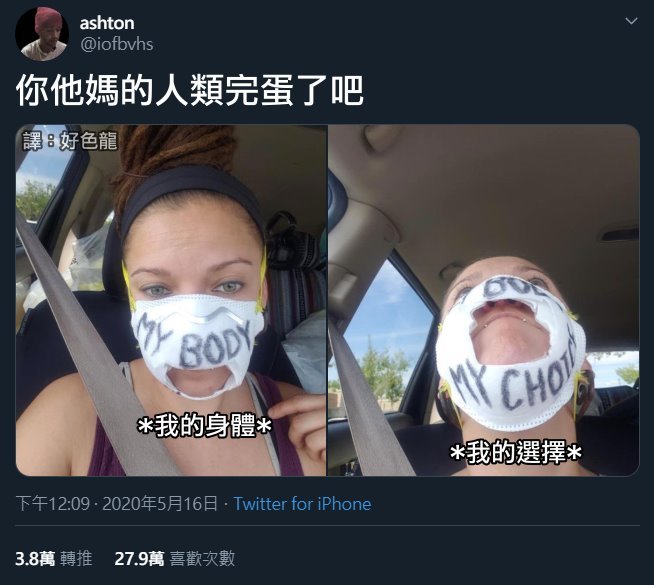 ashton
@iofbvhs
你他媽的人類完蛋了吧
譯：好色龍
MY BODY
*我的身體*
BOD
MY CHOI
*我的選擇*
下午12:09 · 2020年5月16日 · Twitter for iPhone
3.8萬 轉推 27.9萬 喜歡次數